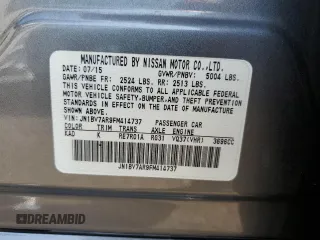 MANUFACTURED BY NISSAN MOTOR CO.,LTD.
DATE: 07/15 GVWR/PNBV: 5004 LBS.
GAWR/PNBE FR: 2524 LBS. RR: 2513 LBS.
THIS VEHICLE CONFORMS TO ALL APPLICABLE FEDERAL
MOTOR VEHICLE SAFETY,BUMPER,AND THEFT PREVENTION
STANDARDS IN EFFECT ON THE DATE OF MANUFACTURE
SHOWN ABOVE.
VIN: JN1BV7AR9FM414737 PASSENGER CAR
COLOR TRIM TRANS AXLE ENGINE
KAD K RE7R01A R031 VQ37(VHR) 3696CC
JN1BV7AR9FM414737
DREAMBID